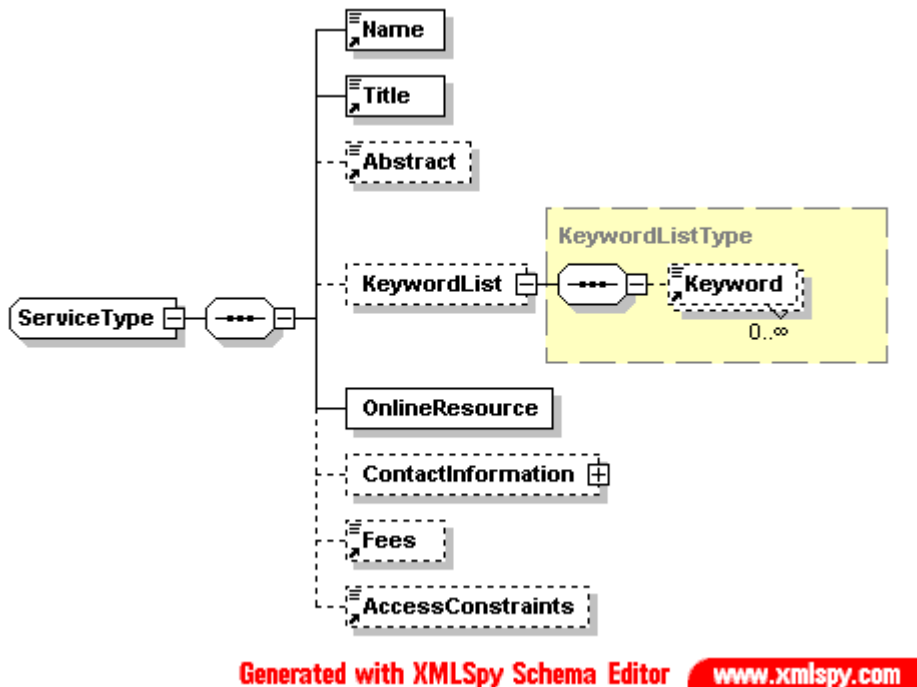 Name
Title
Abstract
KeywordListType
KeywordList
Keyword
0..∞
ServiceType
OnlineResource
ContactInformation
Fees
AccessConstraints
Generated with XMLSpy Schema Editor www.xmlspy.com